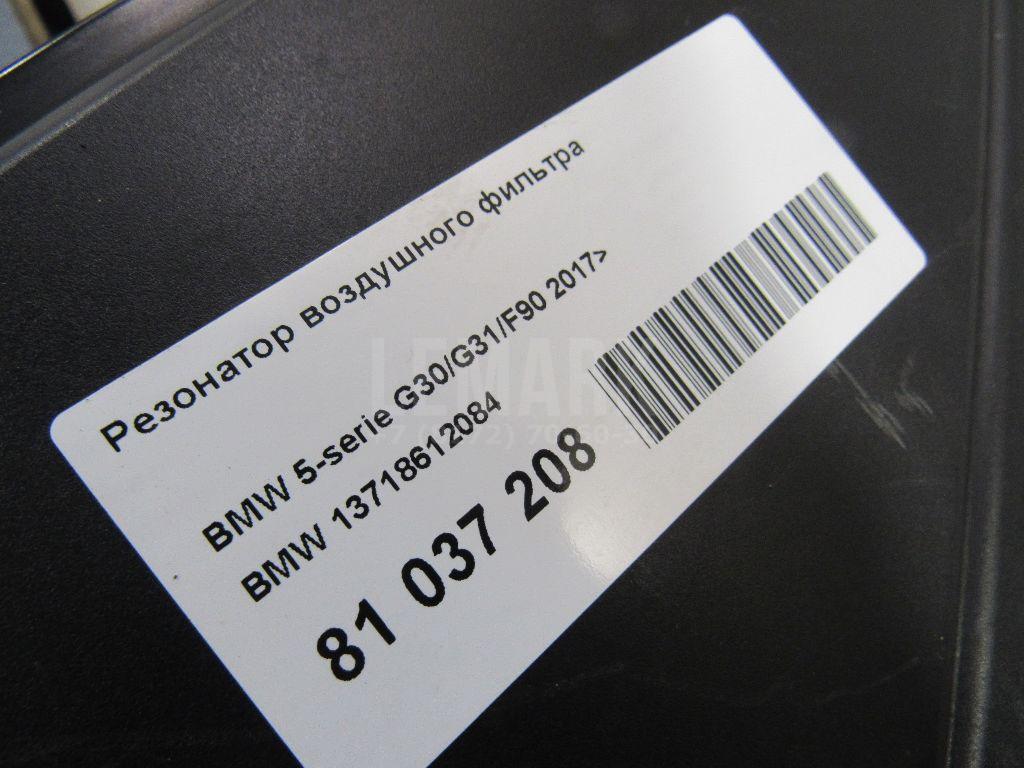 Резонатор воздушного фильтра
BMW 5-serie G30/G31/F90 2017>
BMW 13718612084
81 037 208